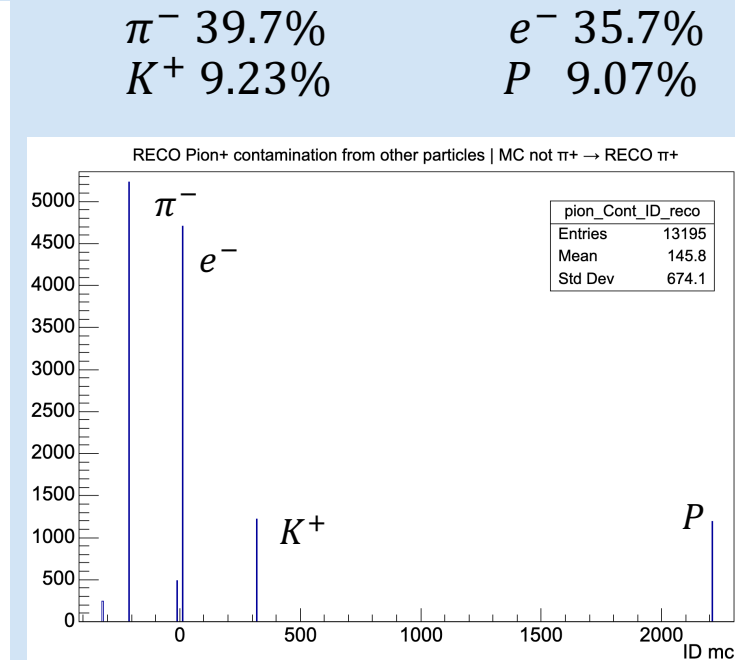 π⁻ 39.7% e⁻ 35.7%
K⁺ 9.23% P 9.07%
RECO Pion+ contamination from other particles | MC not π+ → RECO π+
pion_Cont_ID_reco
Entries 13195
Mean 145.8
Std Dev 674.1
5000
4500
4000
3500
3000
2500
2000
1500
1000
500
0
π⁻
e⁻
K⁺
P
0 500 1000 1500 2000
ID mc